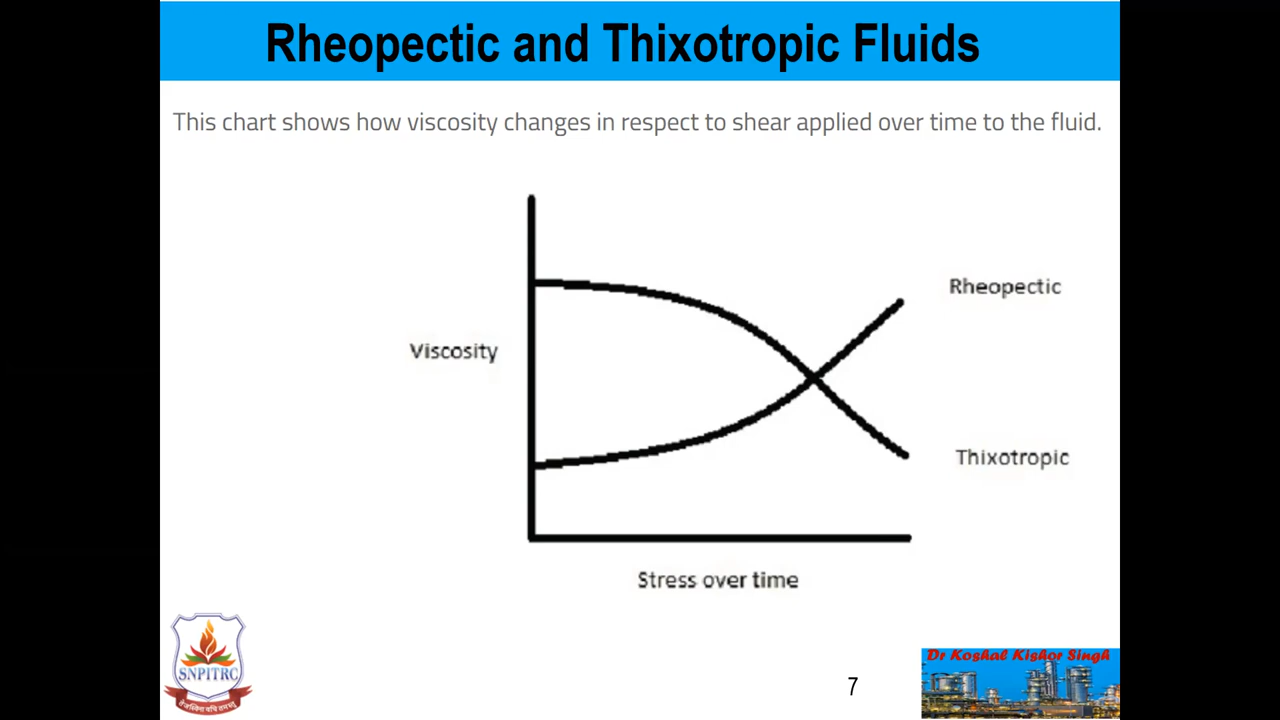 Rheopectic and Thixotropic Fluids
This chart shows how viscosity changes in respect to shear applied over time to the fluid.
Rheopectic
Viscosity
Thixotropic
Stress over time
SNPITRC
Dr Koshal Kishor Singh
7